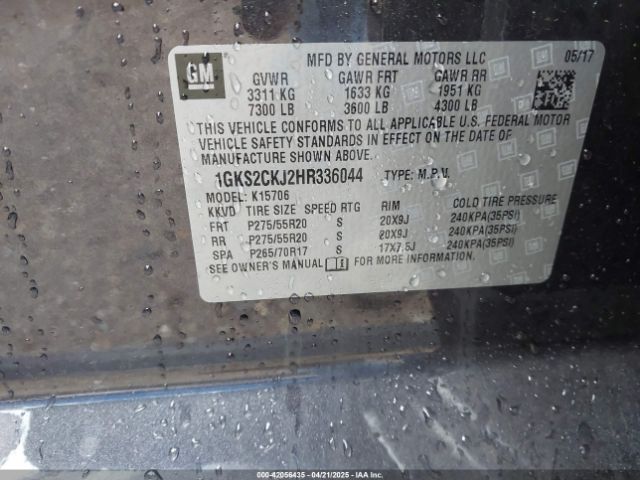 GM
MFD BY GENERAL MOTORS LLC 05/17
GVWR GAWR FRT GAWR RR
3311 KG 1633 KG 1951 KG
7300 LB 3600 LB 4300 LB
THIS VEHICLE CONFORMS TO ALL APPLICABLE U.S. FEDERAL MOTOR
VEHICLE SAFETY STANDARDS IN EFFECT ON THE DATE OF
MANUFACTURE SHOWN ABOVE.
1GKS2CKJ2HR336044 TYPE: M.P.V.
MODEL: K15706
KKVD TIRE SIZE SPEED RTG RIM COLD TIRE PRESSURE
FRT P275/55R20 S 20X9J 240KPA(35PSI)
RR P275/55R20 S 20X9J 240KPA(35PSI)
SPA P265/70R17 S 17X7.5J 240KPA(35PSI)
SEE OWNER'S MANUAL FOR MORE INFORMATION.
000-42056435 - 04/21/2025 - IAAI.COM